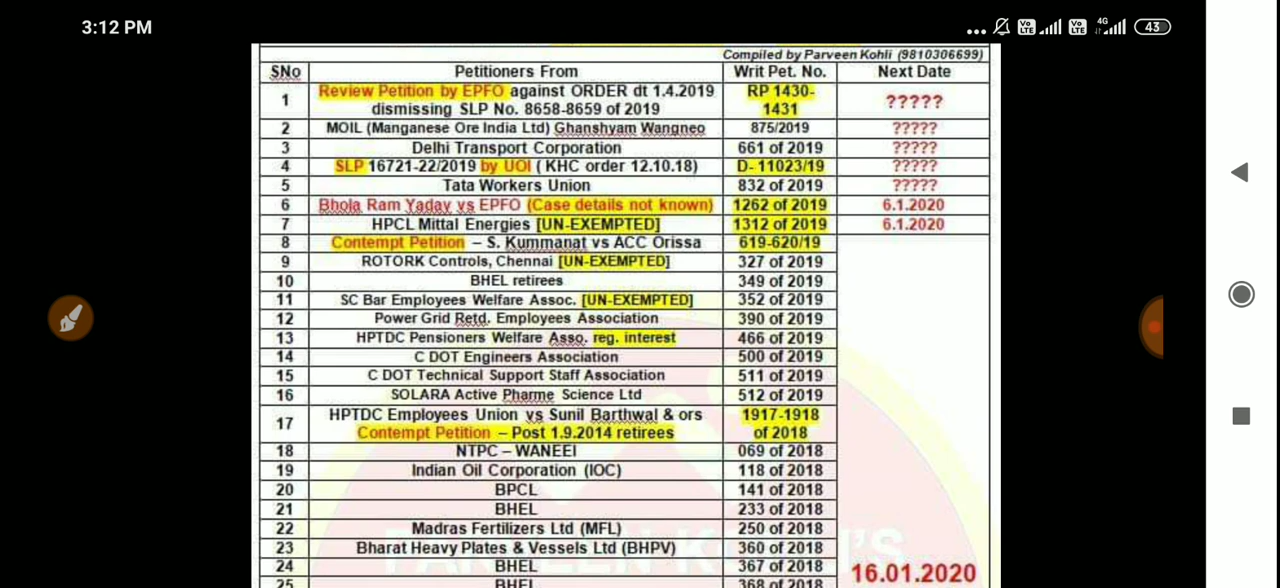 3:12 PM
4G 43
Compiled by Parveen Kohli (9810306699)
SNo Petitioners From Writ Pet. No. Next Date
1 Review Petition by EPFO against ORDER dt 1.4.2019 dismissing SLP No. 8658-8659 of 2019 RP 1430-1431 ?????
2 MOIL (Manganese Ore India Ltd) Ghanshyam Wangneo 875/2019 ?????
3 Delhi Transport Corporation 661 of 2019 ?????
4 SLP 16721-22/2019 by UOI ( KHC order 12.10.18) D- 11023/19 ?????
5 Tata Workers Union 832 of 2019 ?????
6 Bhola Ram Yadav vs EPFO (Case details not known) 1262 of 2019 6.1.2020
7 HPCL Mittal Energies [UN-EXEMPTED] 1312 of 2019 6.1.2020
8 Contempt Petition – S. Kummanat vs ACC Orissa 619-620/19
9 ROTORK Controls, Chennai [UN-EXEMPTED] 327 of 2019
10 BHEL retirees 349 of 2019
11 SC Bar Employees Welfare Assoc. [UN-EXEMPTED] 352 of 2019
12 Power Grid Retd. Employees Association 390 of 2019
13 HPTDC Pensioners Welfare Asso. reg. interest 466 of 2019
14 C DOT Engineers Association 500 of 2019
15 C DOT Technical Support Staff Association 511 of 2019
16 SOLARA Active Pharme Science Ltd 512 of 2019
17 HPTDC Employees Union vs Sunil Barthwal & ors Contempt Petition – Post 1.9.2014 retirees 1917-1918 of 2018
18 NTPC – WANEEI 069 of 2018
19 Indian Oil Corporation (IOC) 118 of 2018
20 BPCL 141 of 2018
21 BHEL 233 of 2018
22 Madras Fertilizers Ltd (MFL) 250 of 2018
23 Bharat Heavy Plates & Vessels Ltd (BHPV) 360 of 2018
24 BHEL 367 of 2018
16.01.2020
25 BHEL 368 of 2018